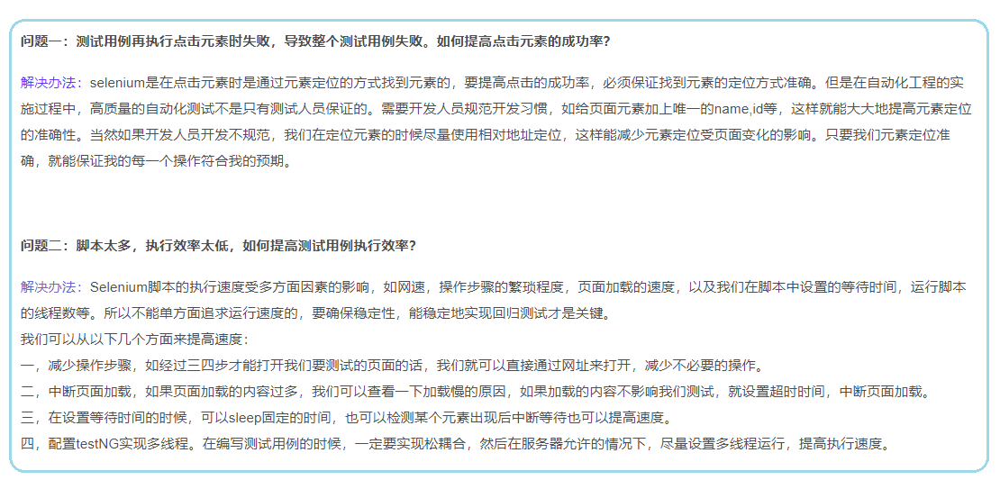 问题一：测试用例再执行点击元素时失败，导致整个测试用例失败。如何提高点击元素的成功率？
解决办法：selenium是在点击元素时是通过元素定位的方式找到元素的，要提高点击的成功率，必须保证找到元素的定位方式准确。但是在自动化工程的实
施过程中，高质量的自动化测试不是只有测试人员保证的。需要开发人员规范开发习惯，如给页面元素加上唯一的name,id等，这样就能大大地提高元素定位
的准确性。当然如果开发人员开发不规范，我们在定位元素的时候尽量使用相对地址定位，这样能减少元素定位受页面变化的影响。只要我们元素定位准
确，就能保证我的每一个操作符合我的预期。
问题二：脚本太多，执行效率太低，如何提高测试用例执行效率？
解决办法：Selenium脚本的执行速度受多方面因素的影响，如网速，操作步骤的繁琐程度，页面加载的速度，以及我们在脚本中设置的等待时间，运行脚本
的线程数等。所以不能单方面追求运行速度的，要确保稳定性，能稳定地实现回归测试才是关键。
我们可以从以下几个方面来提高速度：
一，减少操作步骤，如经过三四步才能打开我们要测试的页面的话，我们就可以直接通过网址来打开，减少不必要的操作。
二，中断页面加载，如果页面加载的内容过多，我们可以查看一下加载慢的原因，如果加载的内容不影响我们测试，就设置超时时间，中断页面加载。
三，在设置等待时间的时候，可以sleep固定的时间，也可以检测某个元素出现后中断等待也可以提高速度。
四，配置testNG实现多线程。在编写测试用例的时候，一定要实现松耦合，然后在服务器允许的情况下，尽量设置多线程运行，提高执行速度。